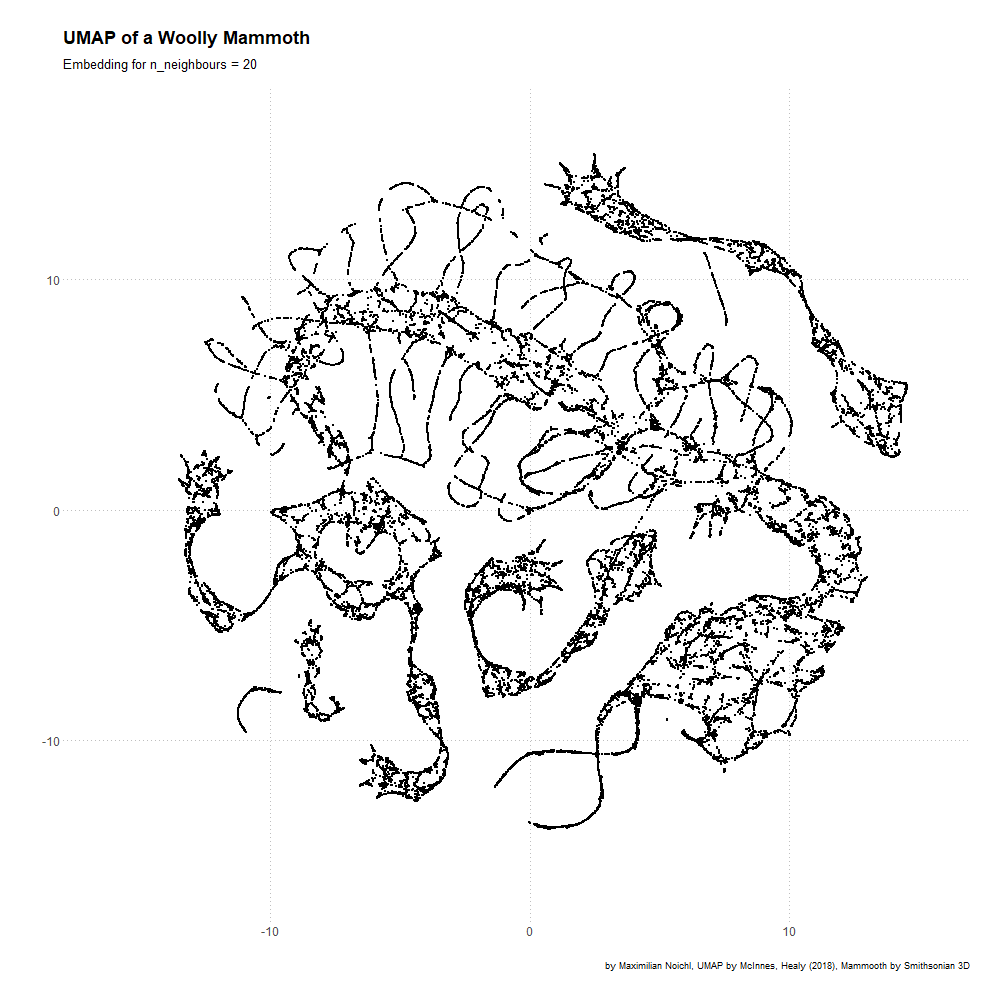 UMAP of a Woolly Mammoth
Embedding for n_neighbours = 20
10
0
-10
-10
0
10
by Maximilian Noichl, UMAP by McInnes, Healy (2018), Mammooth by Smithsonian 3D